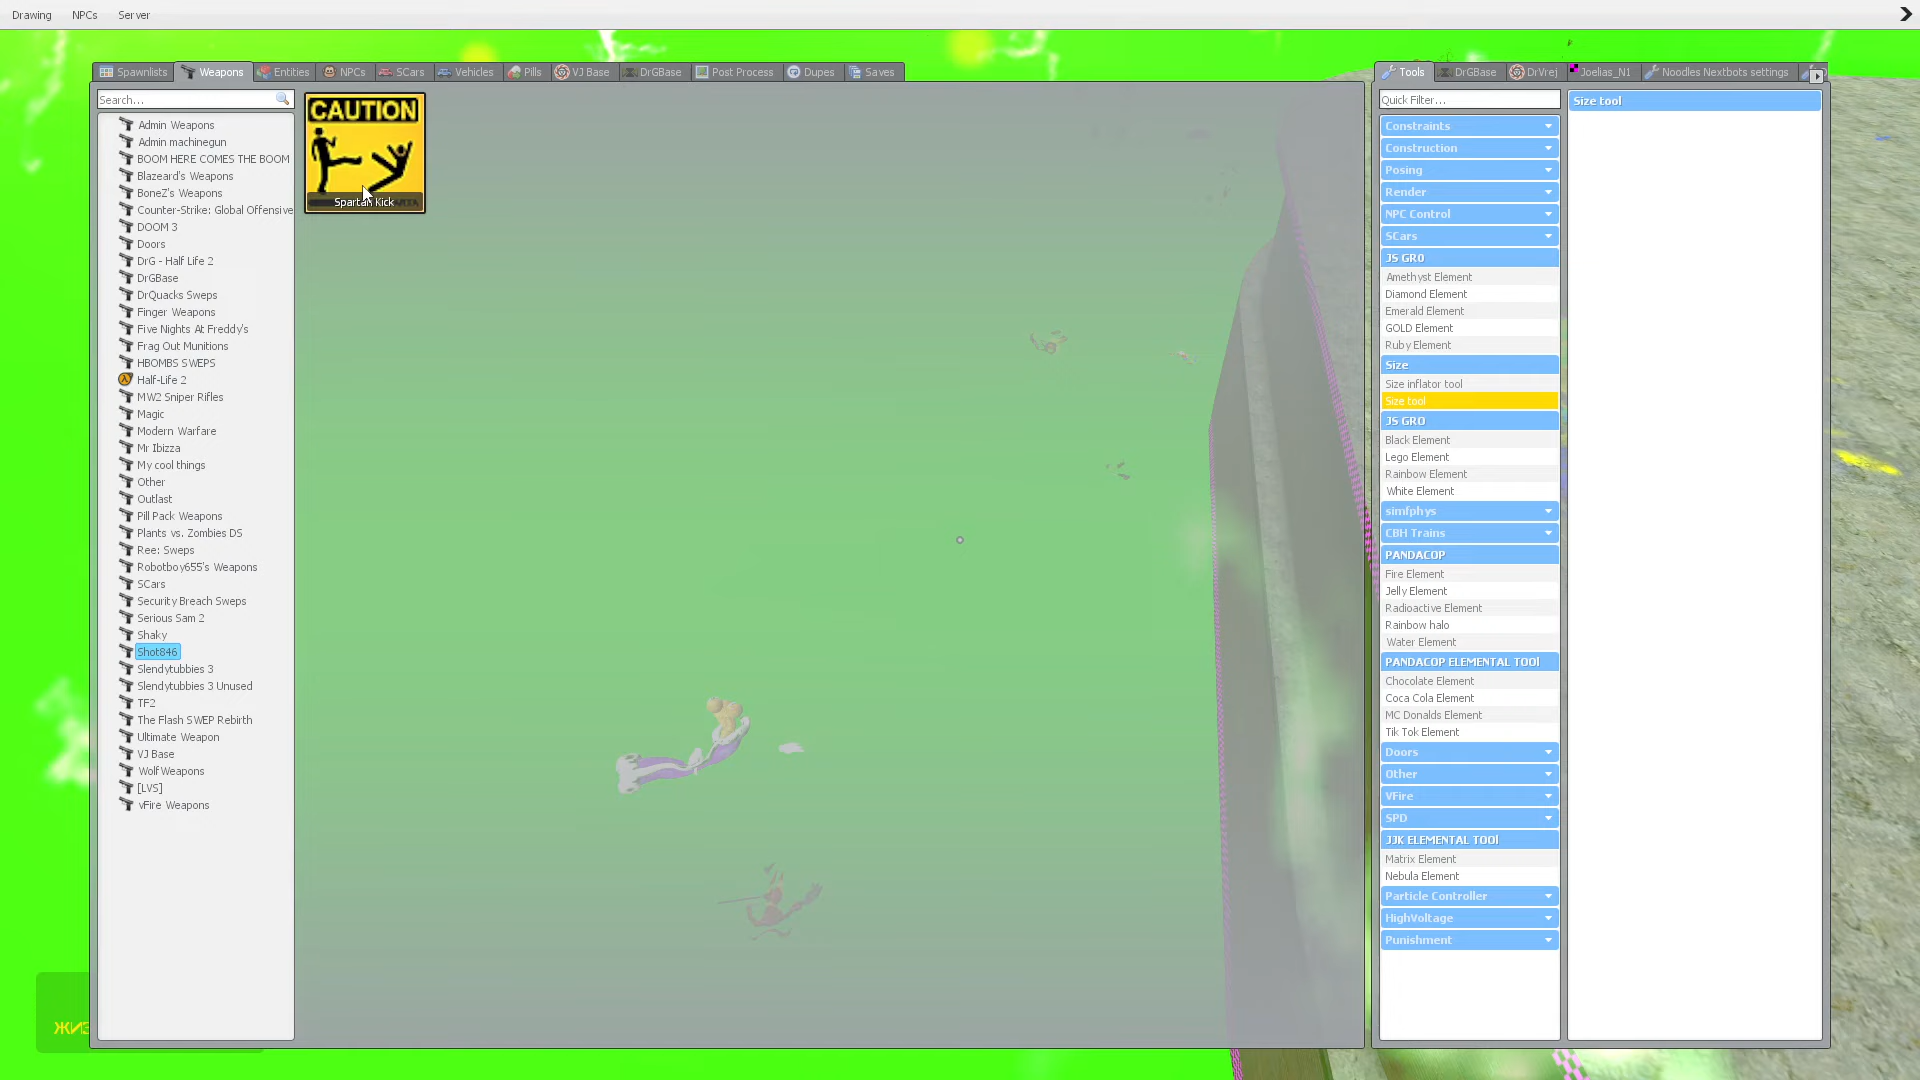 Drawing NPCs Server
Spawnlists Weapons Entities NPCs SCars Vehicles Pills VJ Base DrGBase Post Process Dupes Saves
Search...
Admin Weapons
Admin machinegun
BOOM HERE COMES THE BOOM
Blazeard's Weapons
BoneZ's Weapons
Counter-Strike: Global Offensive
DOOM 3
Doors
DrG - Half Life 2
DrGBase
DrQuacks Sweps
Finger Weapons
Five Nights At Freddy's
Frag Out Munitions
HBOMBS SWEPS
Half-Life 2
MW2 Sniper Rifles
Magic
Modern Warfare
Mr Ibizza
My cool things
Other
Outlast
Pill Pack Weapons
Plants vs. Zombies DS
Ree: Sweps
Robotboy655's Weapons
SCars
Security Breach Sweps
Serious Sam 2
Shaky
Shot846
Slendytubbies 3
Slendytubbies 3 Unused
TF2
The Flash SWEP Rebirth
Ultimate Weapon
VJ Base
Wolf Weapons
[LVS]
vFire Weapons
CAUTION
Spartan Kick
Tools DrGBase DrVrej Joelias_N1 Noodles Nextbots settings
Quick Filter...
Constraints
Construction
Posing
Render
NPC Control
SCars
JS GRO
Amethyst Element
Diamond Element
Emerald Element
GOLD Element
Ruby Element
Size
Size inflator tool
Size tool
JS GRO
Black Element
Lego Element
Rainbow Element
White Element
simfphys
CBH Trains
PANDACOP
Fire Element
Jelly Element
Radioactive Element
Rainbow halo
Water Element
PANDACOP ELEMENTAL TOOl
Chocolate Element
Coca Cola Element
MC Donalds Element
Tik Tok Element
Doors
Other
VFire
SPD
JJK ELEMENTAL TOOl
Matrix Element
Nebula Element
Particle Controller
HighVoltage
Punishment
Size tool